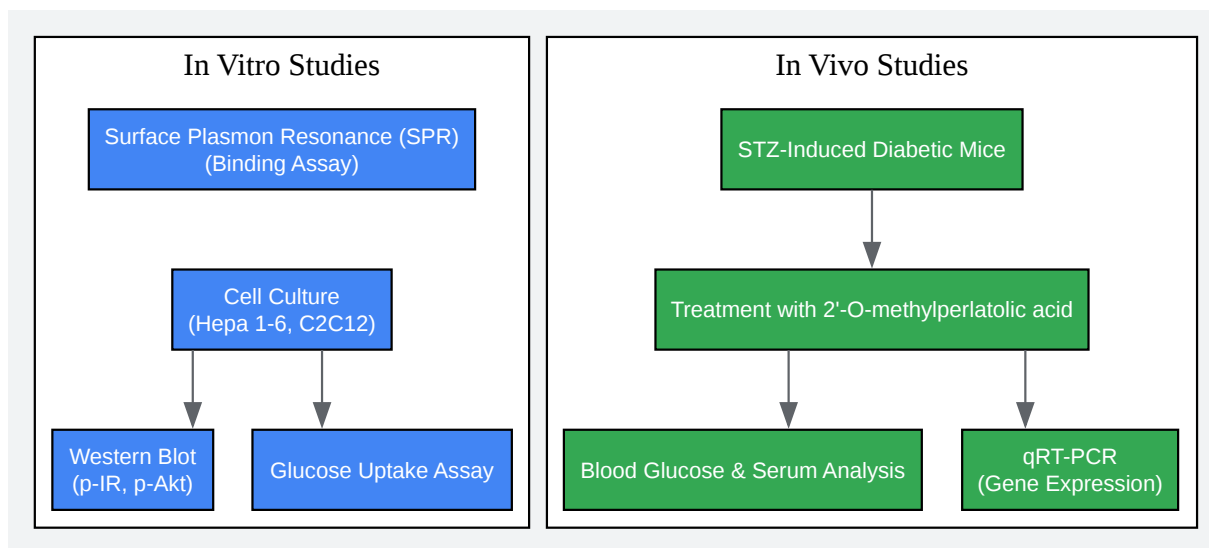 In Vitro Studies
Surface Plasmon Resonance (SPR)
(Binding Assay)
Cell Culture
(Hepa 1-6, C2C12)
Western Blot
(p-IR, p-Akt)
Glucose Uptake Assay
In Vivo Studies
STZ-Induced Diabetic Mice
Treatment with 2'-O-methylperlatolic acid
Blood Glucose & Serum Analysis
qRT-PCR
(Gene Expression)